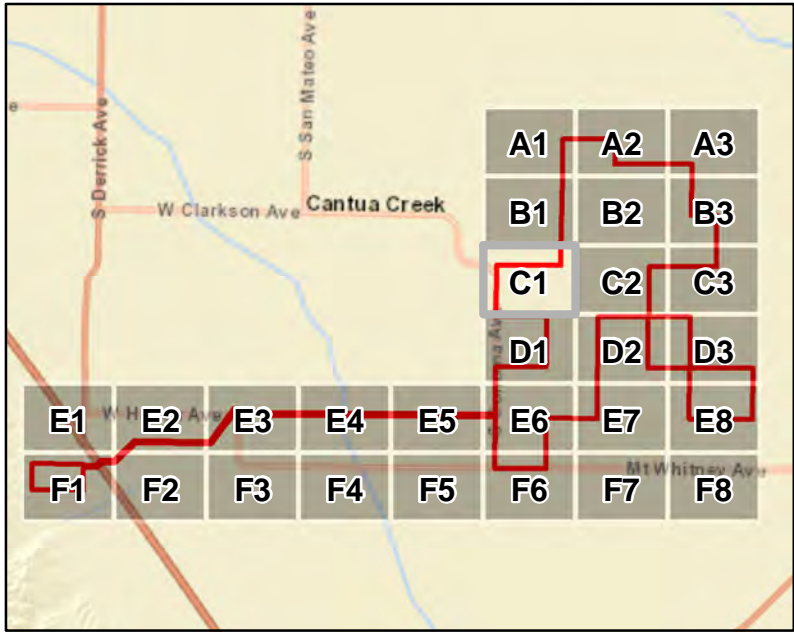 S San Mateo Ave
e
S Derrick Ave
A1 A2 A3
W Clarkson Ave Cantua Creek B1 B2 B3
C1 C2 C3
D1 D2 D3
E1 E2 E3 E4 E5 E6 E7 E8
Mt Whitney Ave
F1 F2 F3 F4 F5 F6 F7 F8